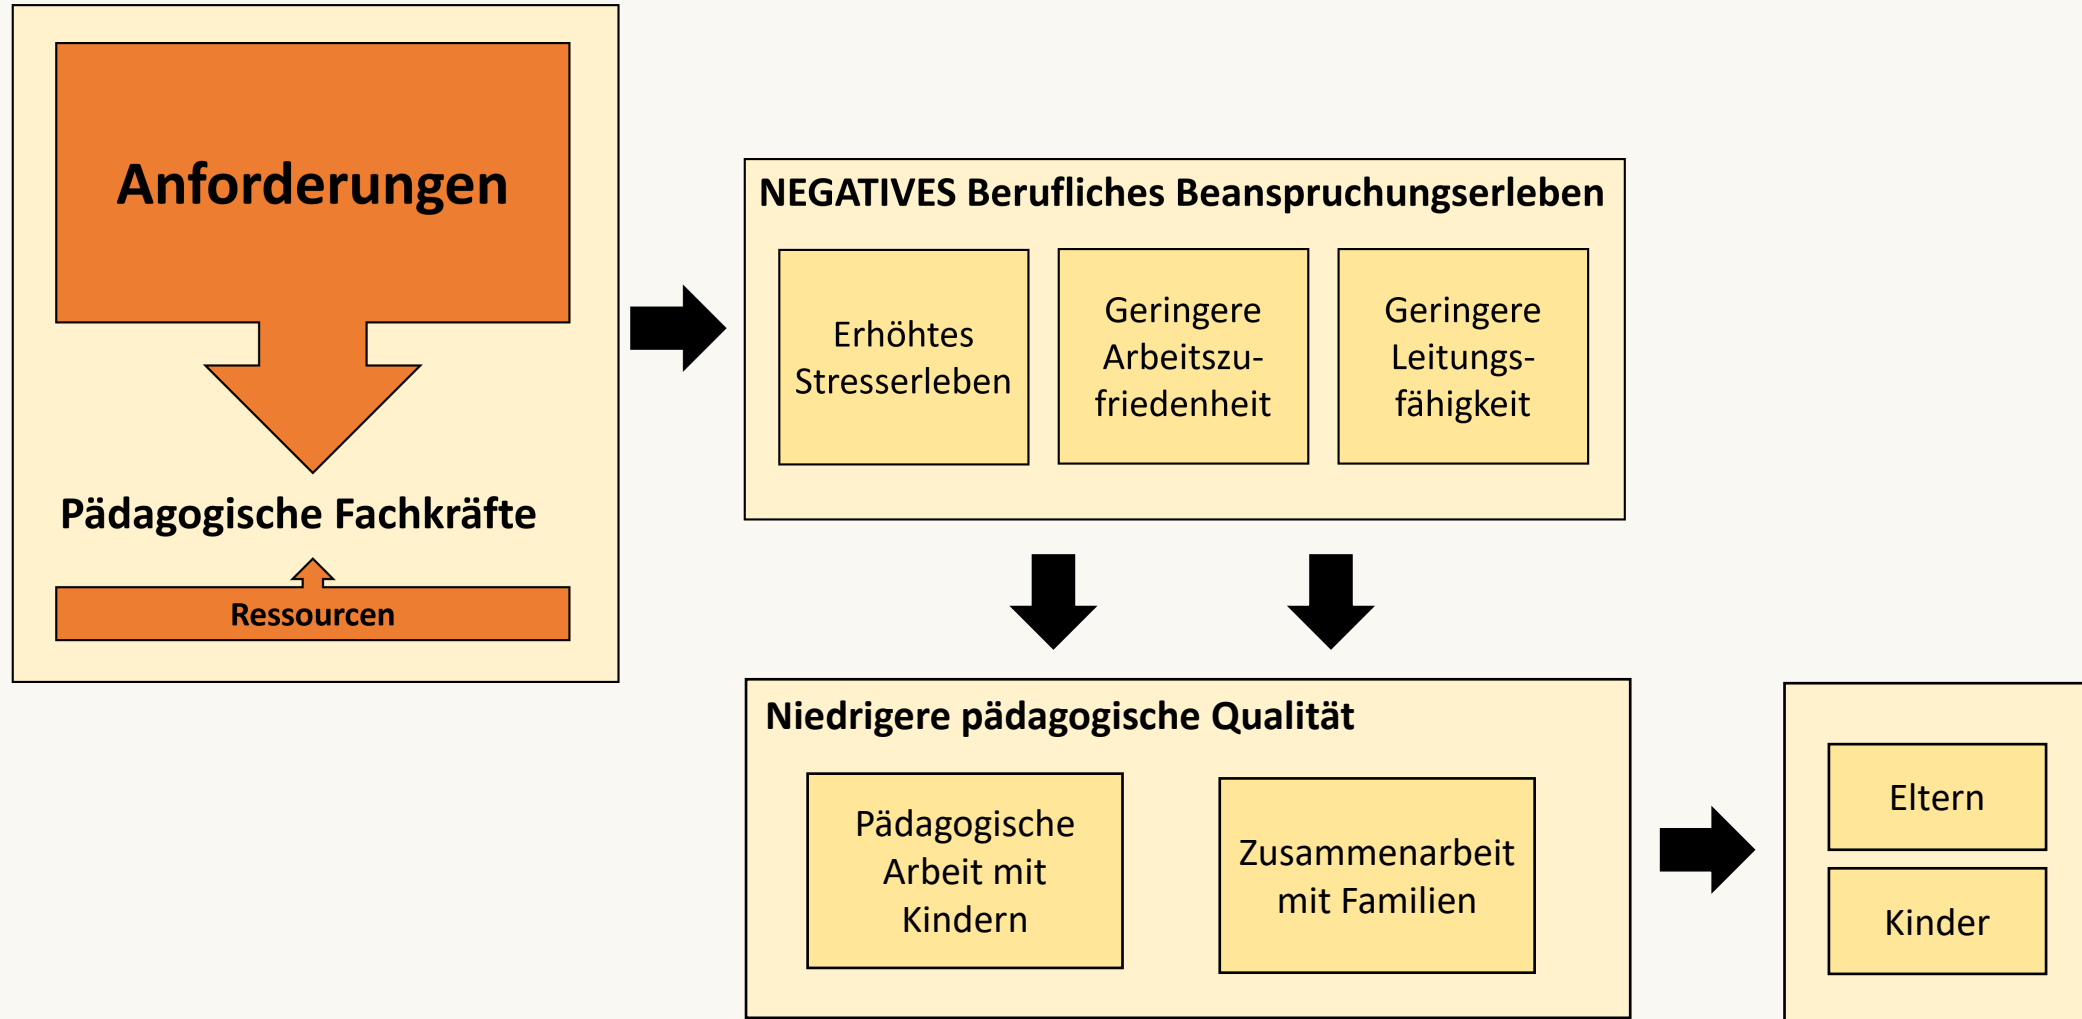 Anforderungen
Pädagogische Fachkräfte
Ressourcen
NEGATIVES Berufliches Beanspruchungserleben
Erhöhtes
Stresserleben
Geringere
Arbeitszu-
friedenheit
Geringere
Leitungs-
fähigkeit
Niedrigere pädagogische Qualität
Pädagogische
Arbeit mit
Kindern
Zusammenarbeit
mit Familien
Eltern
Kinder